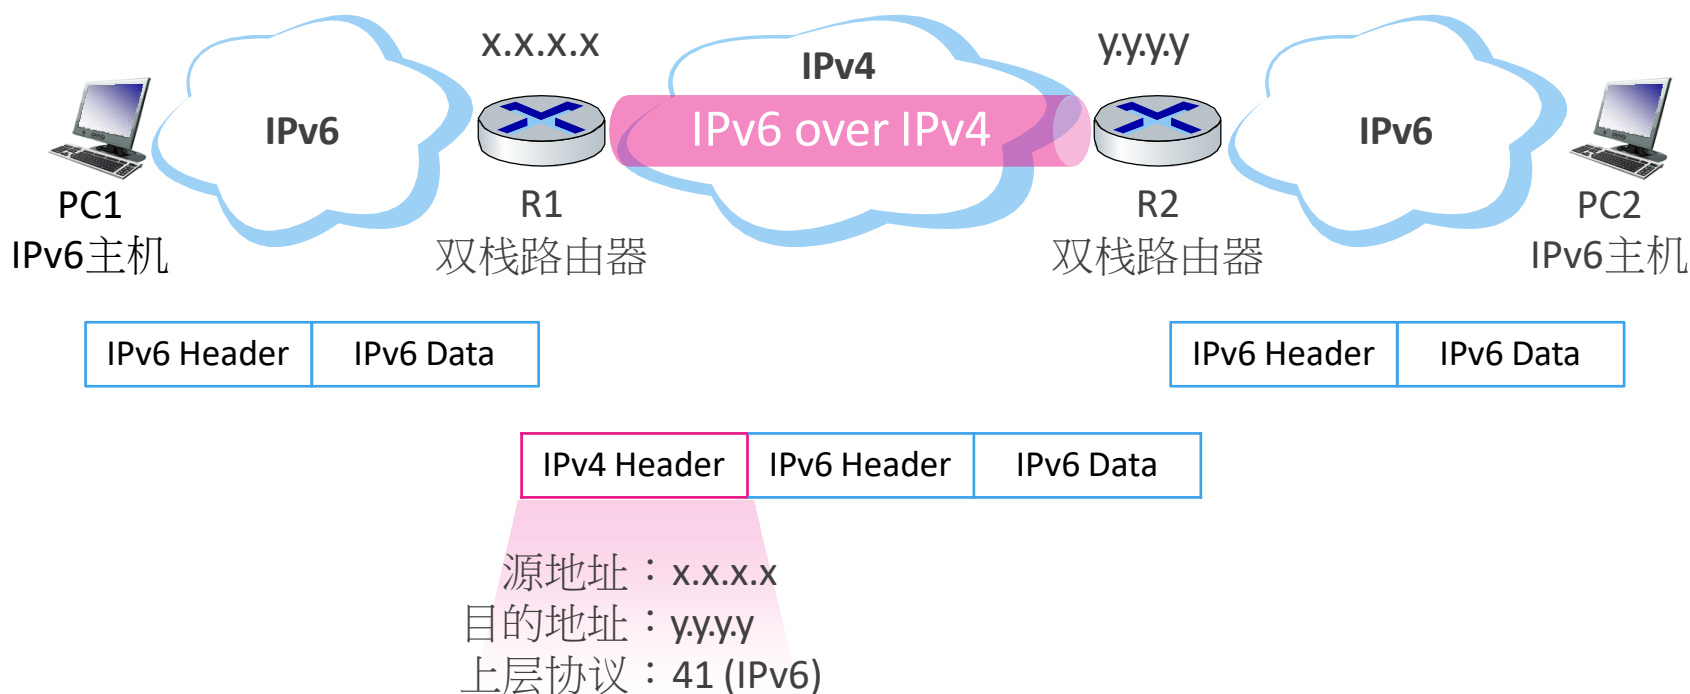 x.x.x.x
IPv4
y.y.y.y
IPv6
IPv6 over IPv4
IPv6
PC1
IPv6主机
R1
双栈路由器
R2
双栈路由器
PC2
IPv6主机
IPv6 Header
IPv6 Data
IPv6 Header
IPv6 Data
IPv4 Header
IPv6 Header
IPv6 Data
源地址：x.x.x.x
目的地址：y.y.y.y
上层协议：41 (IPv6)